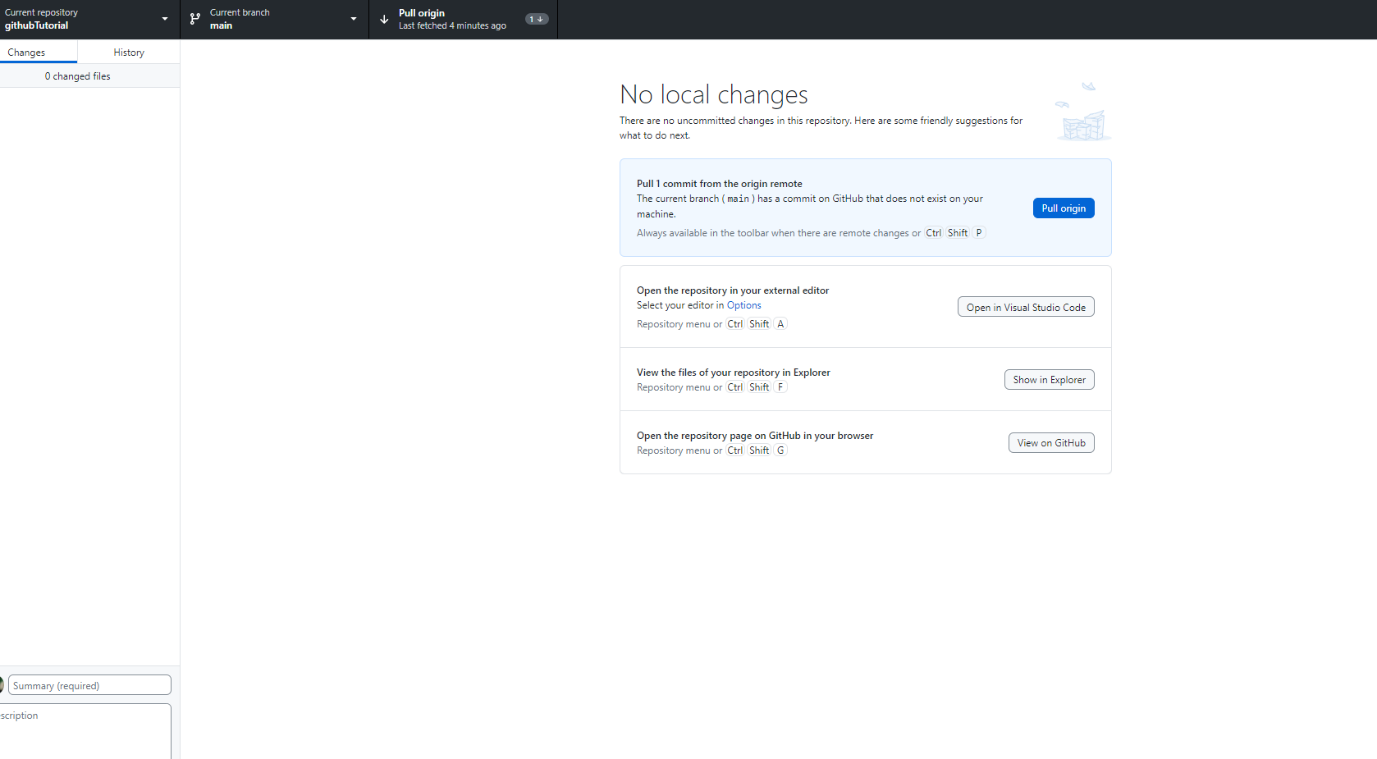 Current repository
githubTutorial
Current branch
main
Pull origin
Last fetched 4 minutes ago
1
Changes
History
0 changed files
No local changes
There are no uncommitted changes in this repository. Here are some friendly suggestions for
what to do next.
Pull 1 commit from the origin remote
The current branch ( main ) has a commit on GitHub that does not exist on your
machine.
Always available in the toolbar when there are remote changes or Ctrl Shift P
Pull origin
Open the repository in your external editor
Select your editor in Options
Repository menu or Ctrl Shift A
Open in Visual Studio Code
View the files of your repository in Explorer
Repository menu or Ctrl Shift F
Show in Explorer
Open the repository page on GitHub in your browser
Repository menu or Ctrl Shift G
View on GitHub
Summary (required)
scription